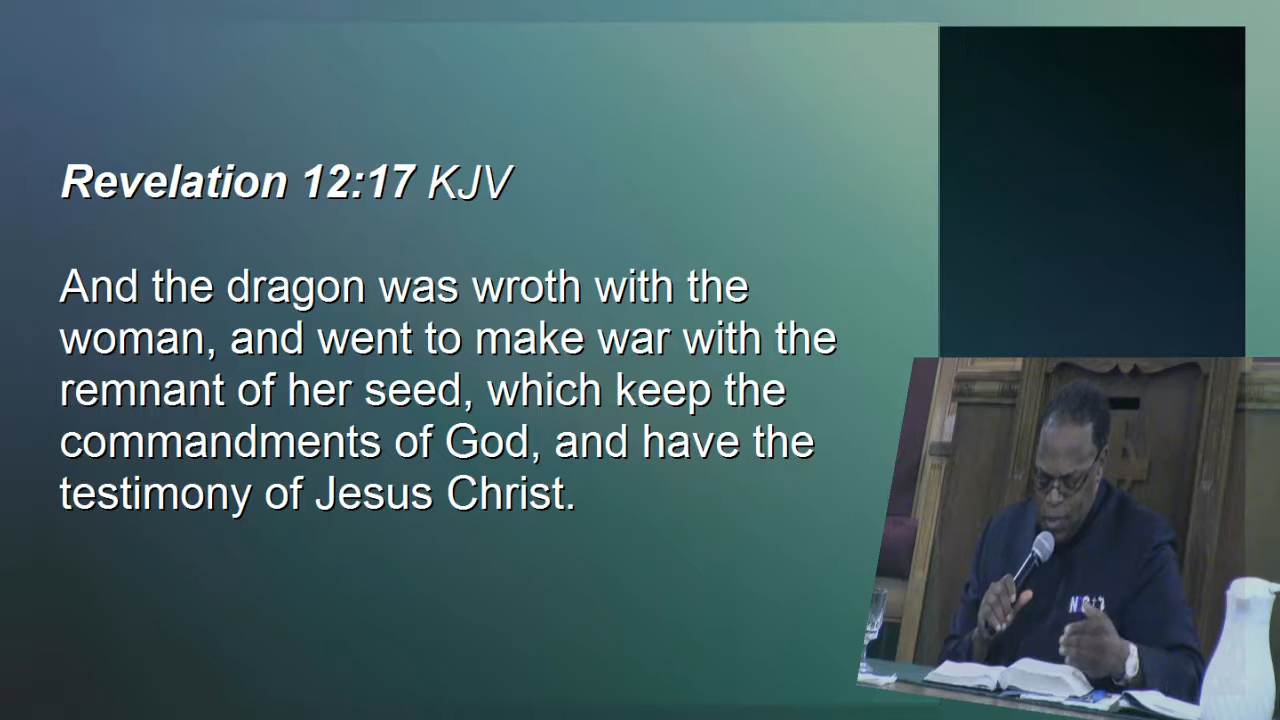 Revelation 12:17 KJV
And the dragon was wroth with the
woman, and went to make war with the
remnant of her seed, which keep the
commandments of God, and have the
testimony of Jesus Christ.